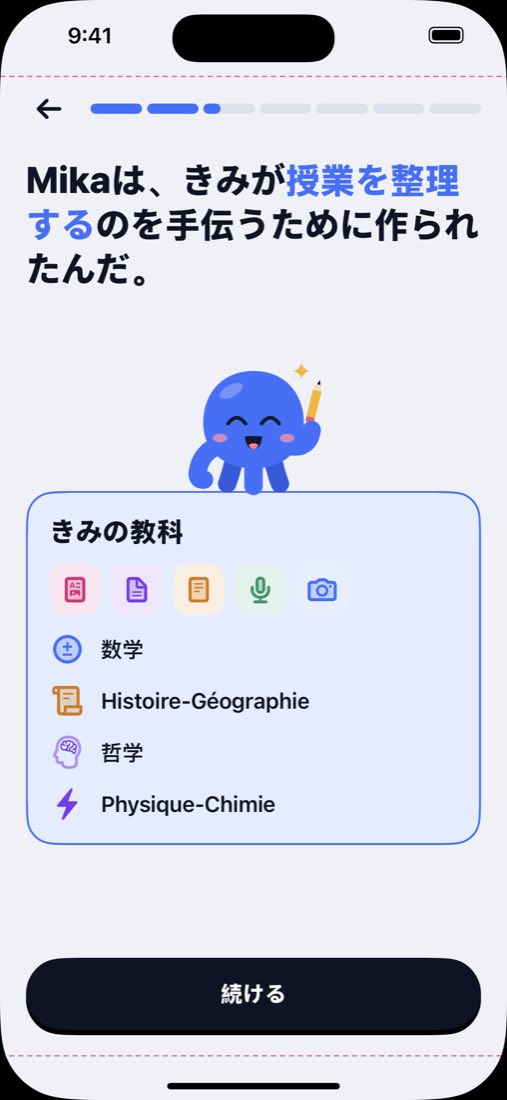 9:41
Mikaは、きみが授業を整理
するのを手伝うために作られ
たんだ。
きみの教科
数学
Histoire-Géographie
哲学
Physique-Chimie
続ける